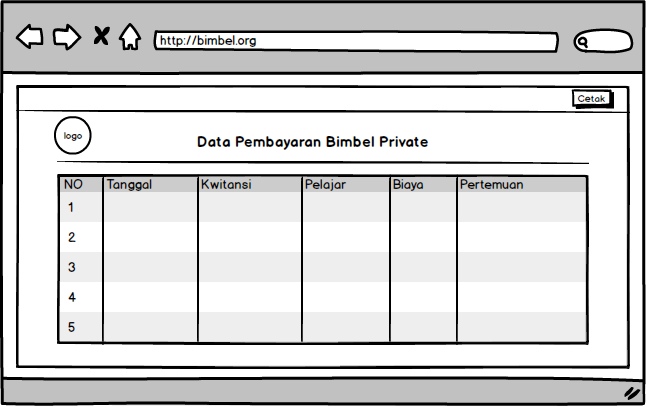 http://bimbel.org
Cetak
logo
Data Pembayaran Bimbel Private
NO Tanggal Kwitansi Pelajar Biaya Pertemuan
1
2
3
4
5